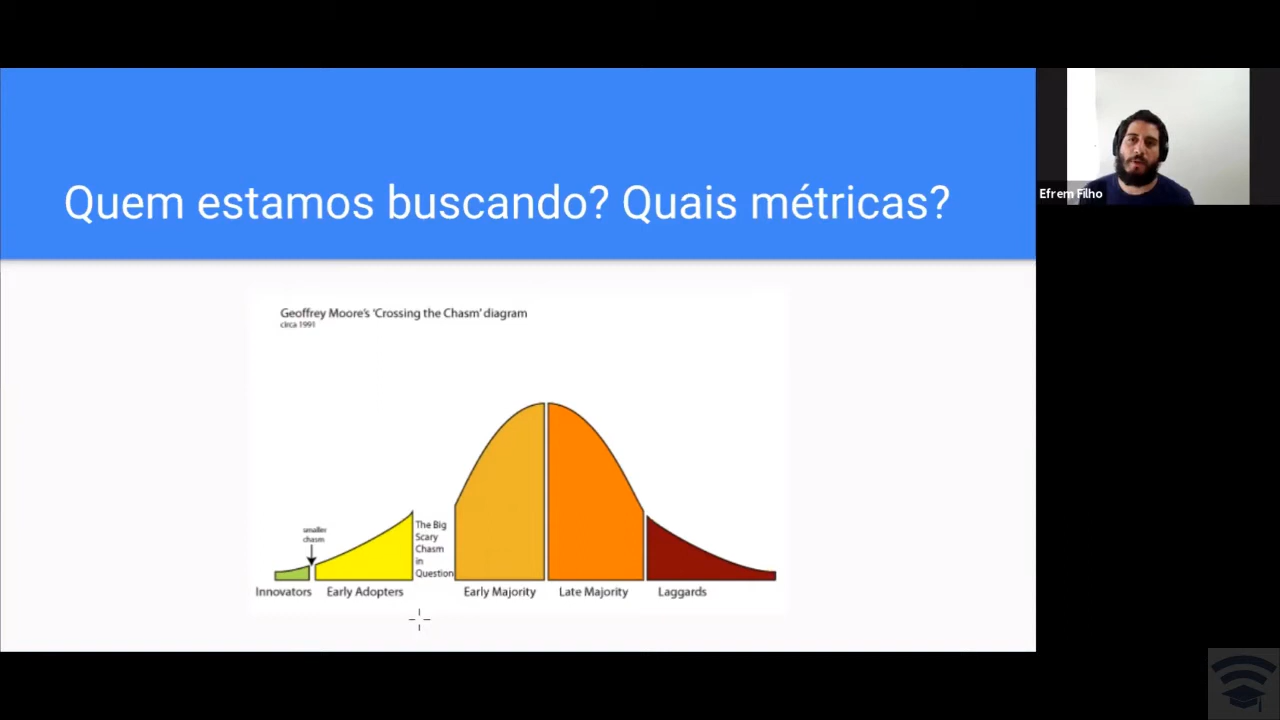 Quem estamos buscando? Quais métricas?
Efrem Filho
Geoffrey Moore's 'Crossing the Chasm' diagram
circa 1991
smaller
chasm
The Big
Scary
Chasm
in
Question
Innovators
Early Adopters
Early Majority
Late Majority
Laggards